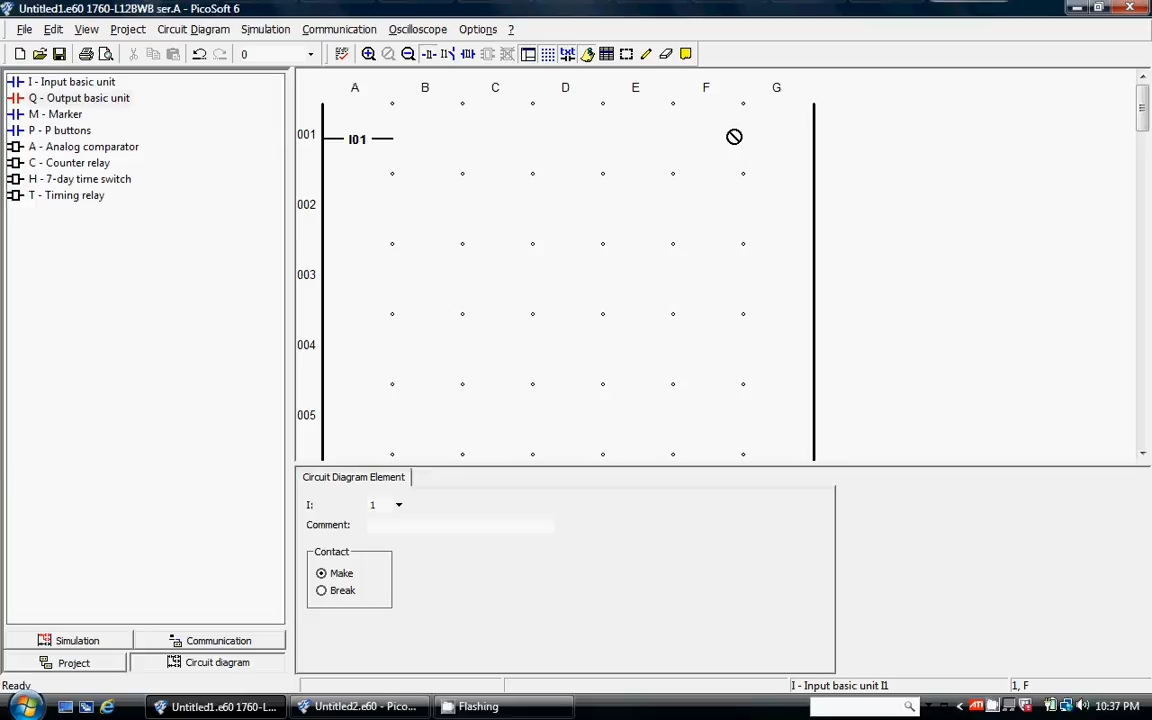 Untitled1.e60 1760-L12BWB ser.A - PicoSoft 6
File Edit View Project Circuit Diagram Simulation Communication Oscilloscope Options ?
0
I - Input basic unit
Q - Output basic unit
M - Marker
P - P buttons
A - Analog comparator
C - Counter relay
H - 7-day time switch
T - Timing relay
A B C D E F G
001
I01
002
003
004
005
Circuit Diagram Element
I: 1
Comment:
Contact
Make
Break
Simulation
Communication
Project
Circuit diagram
Ready
I - Input basic unit I1
1, F
Untitled1.e60 1760-L...
Untitled2.e60 - Pico...
Flashing
ATI
10:37 PM